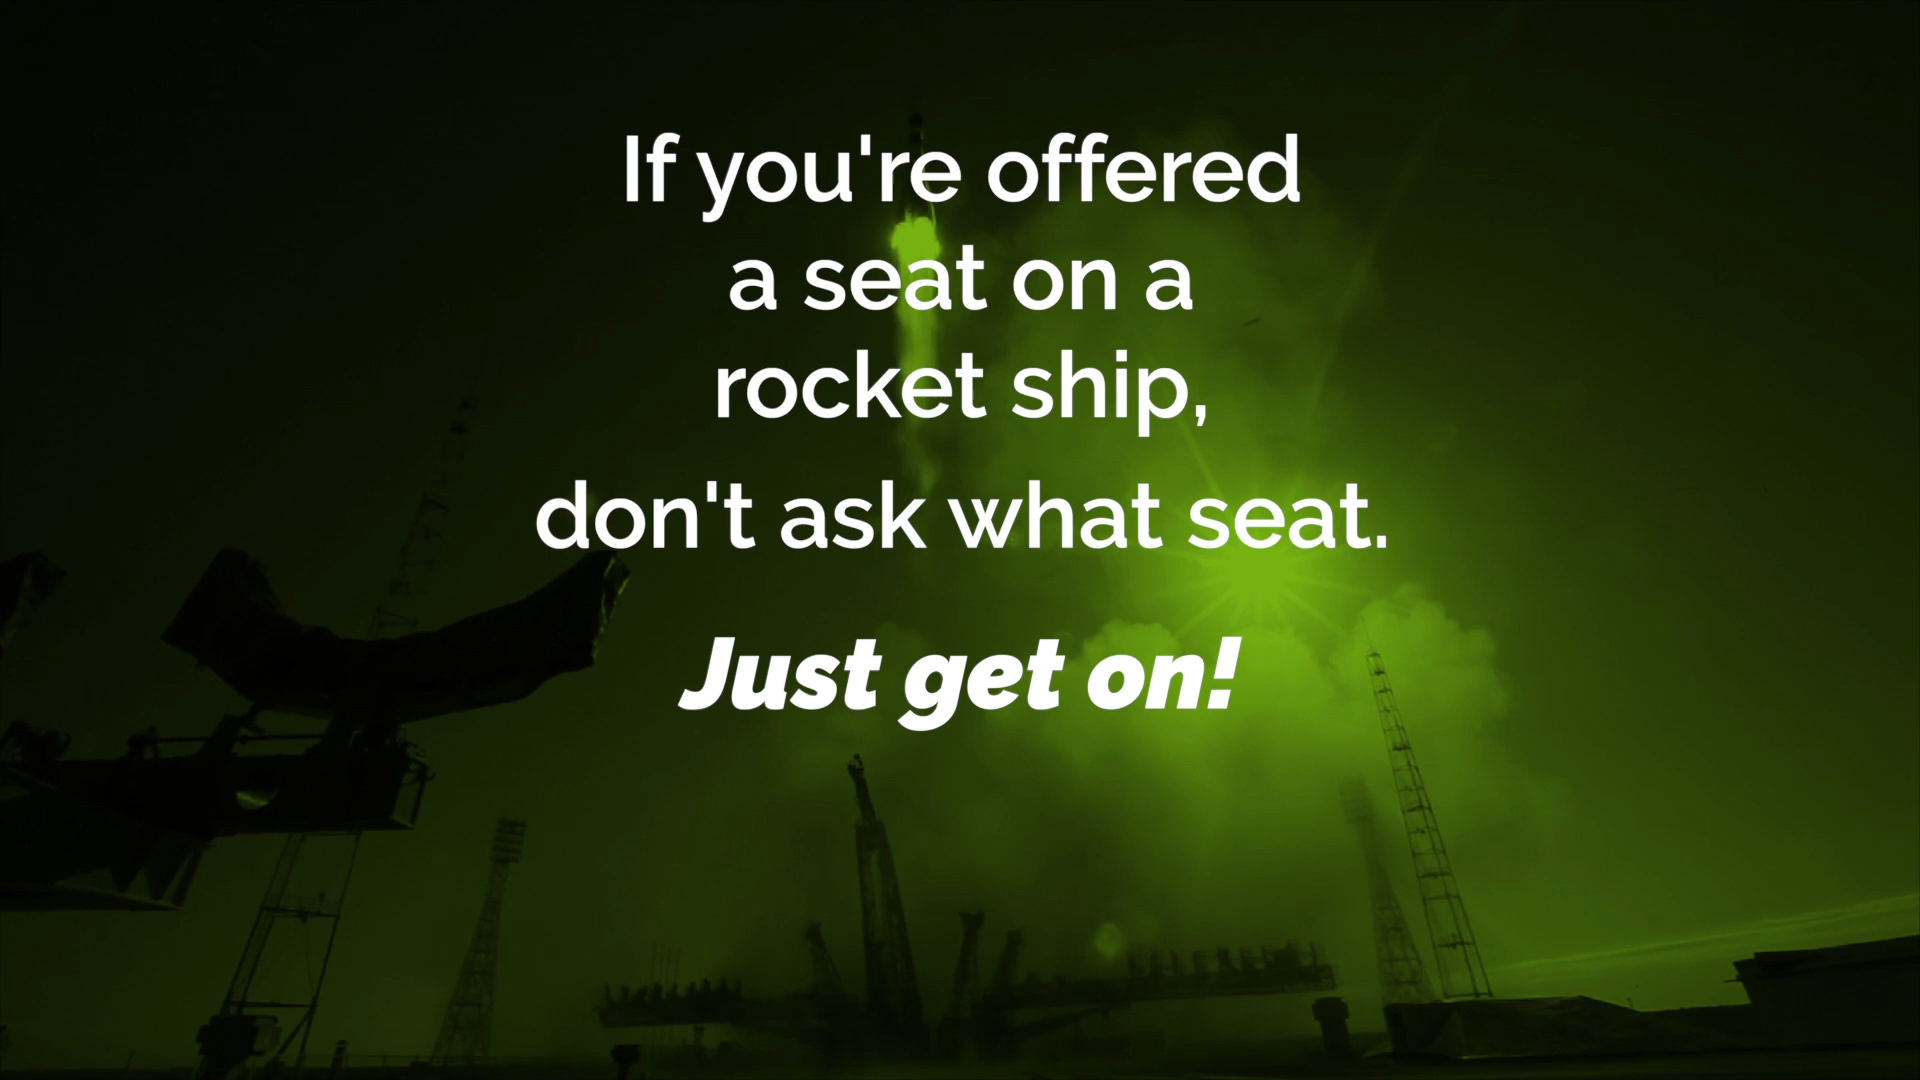 If you're offered
a seat on a
rocket ship,
don't ask what seat.
Just get on!